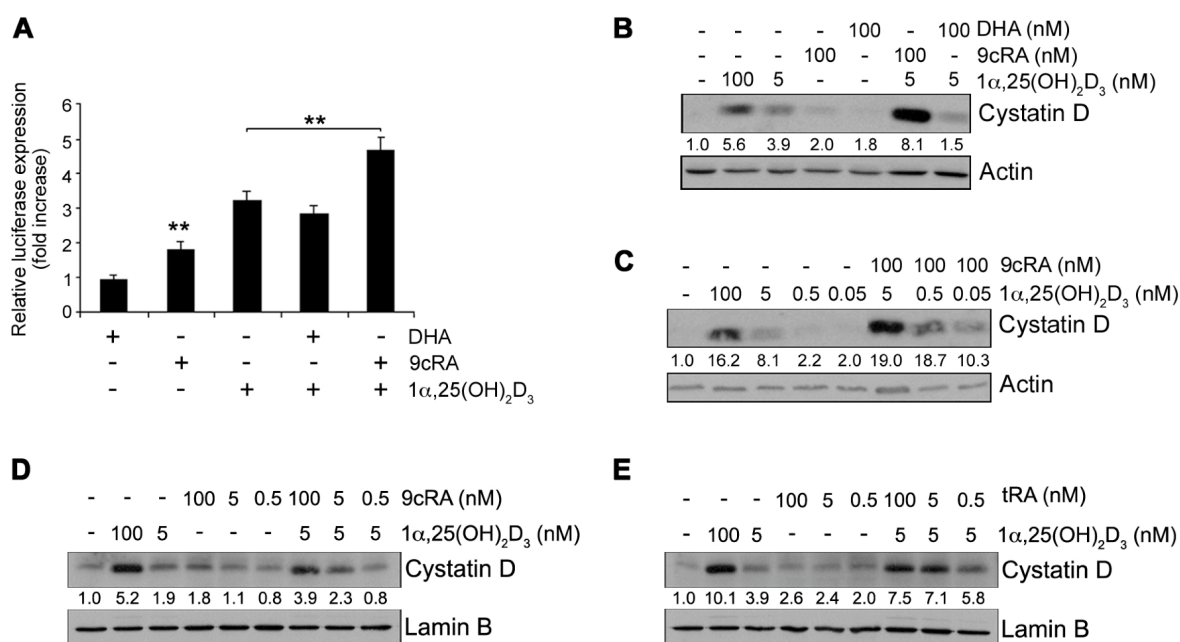 A
Relative luciferase expression
(fold increase)
6
5
4
3
2
1
0
**
**
+ - - + - DHA
- + - - + 9cRA
- - + + + 1α,25(OH)₂D₃
B
- - - - 100 - 100 DHA (nM)
- - - 100 - 100 - 9cRA (nM)
- 100 5 - - 5 5 1α,25(OH)₂D₃ (nM)
Cystatin D
1.0 5.6 3.9 2.0 1.8 8.1 1.5
Actin
C
- - - - - 100 100 100 9cRA (nM)
- 100 5 0.5 0.05 5 0.5 0.05 1α,25(OH)₂D₃ (nM)
Cystatin D
1.0 16.2 8.1 2.2 2.0 19.0 18.7 10.3
Actin
D
- - - 100 5 0.5 100 5 0.5 9cRA (nM)
- 100 5 - - - 5 5 5 1α,25(OH)₂D₃ (nM)
Cystatin D
1.0 5.2 1.9 1.8 1.1 0.8 3.9 2.3 0.8
Lamin B
E
- - - 100 5 0.5 100 5 0.5 tRA (nM)
- 100 5 - - - 5 5 5 1α,25(OH)₂D₃ (nM)
Cystatin D
1.0 10.1 3.9 2.6 2.4 2.0 7.5 7.1 5.8
Lamin B